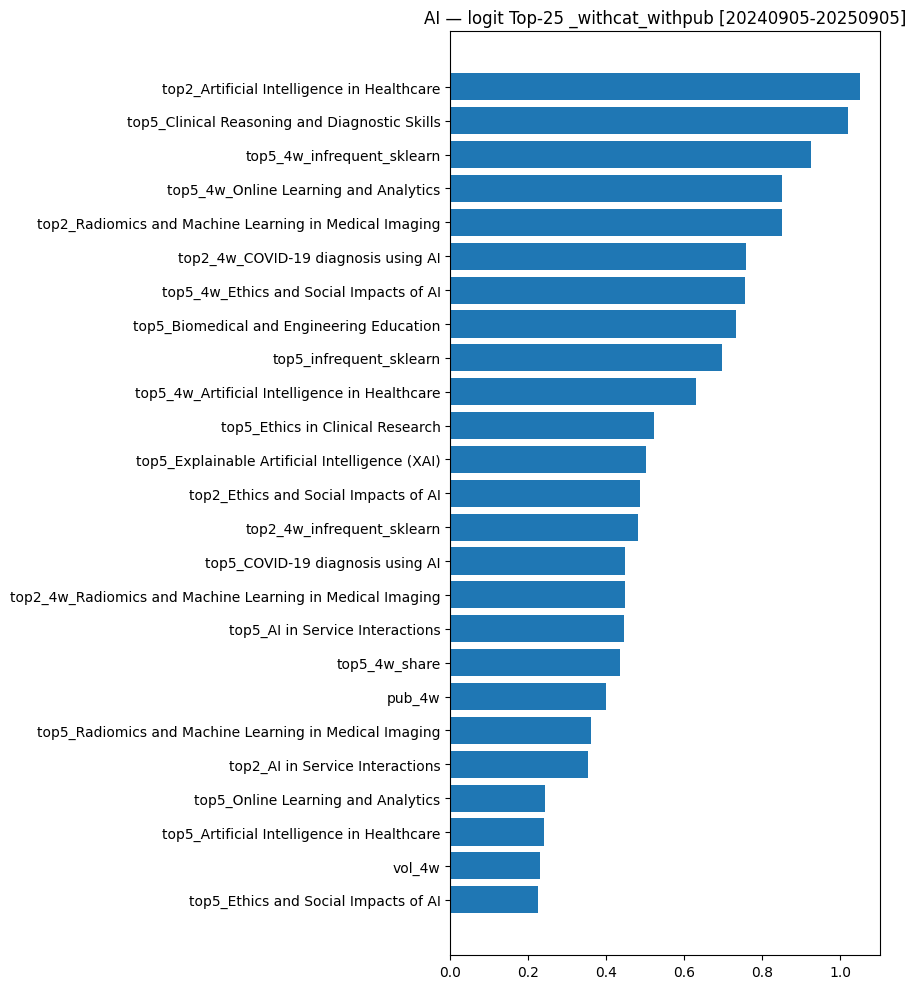 AI — logit Top-25 _withcat_withpub [20240905-20250905]
top2_Artificial Intelligence in Healthcare
top5_Clinical Reasoning and Diagnostic Skills
top5_4w_infrequent_sklearn
top5_4w_Online Learning and Analytics
top2_Radiomics and Machine Learning in Medical Imaging
top2_4w_COVID-19 diagnosis using AI
top5_4w_Ethics and Social Impacts of AI
top5_Biomedical and Engineering Education
top5_infrequent_sklearn
top5_4w_Artificial Intelligence in Healthcare
top5_Ethics in Clinical Research
top5_Explainable Artificial Intelligence (XAI)
top2_Ethics and Social Impacts of AI
top2_4w_infrequent_sklearn
top5_COVID-19 diagnosis using AI
top2_4w_Radiomics and Machine Learning in Medical Imaging
top5_AI in Service Interactions
top5_4w_share
pub_4w
top5_Radiomics and Machine Learning in Medical Imaging
top2_AI in Service Interactions
top5_Online Learning and Analytics
top5_Artificial Intelligence in Healthcare
vol_4w
top5_Ethics and Social Impacts of AI
0.0 0.2 0.4 0.6 0.8 1.0